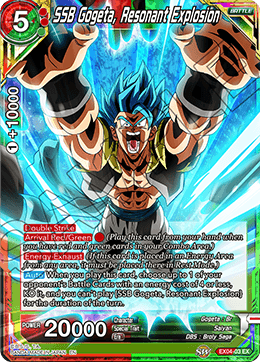 5
SSB Gogeta, Resonant Explosion
BATTLE
1 +10000
Double Strike
Arrival Red/Green (Play this card from your hand when
you have red and green cards in your Combo Area.)
Energy-Exhaust (If this card is placed in an Energy Area
from any area, it must be placed there in Rest Mode.)
Auto When you play this card, choose up to 1 of your
opponent's Battle Cards with an energy cost of 4 or less,
KO it, and you can't play {SSB Gogeta, Resonant Explosion}
for the duration of the turn.
POWER
20000
Character
Gogeta : Br
Special Trait
Saiyan
Era
DBS : Broly Saga
EX04-03 EX